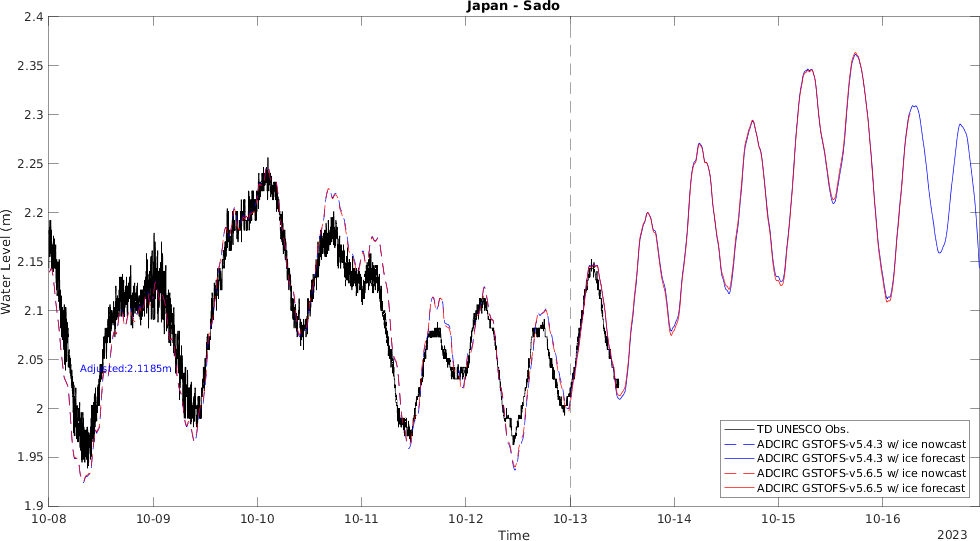 Japan - Sado
2.4
2.35
2.3
2.25
2.2
2.15
2.1
2.05
2
1.95
1.9
Water Level (m)
Adjusted:2.1185m
TD UNESCO Obs.
ADCIRC GSTOFS-v5.4.3 w/ ice nowcast
ADCIRC GSTOFS-v5.4.3 w/ ice forecast
ADCIRC GSTOFS-v5.6.5 w/ ice nowcast
ADCIRC GSTOFS-v5.6.5 w/ ice forecast
10-08 10-09 10-10 10-11 10-12 10-13 10-14 10-15 10-16
Time
2023